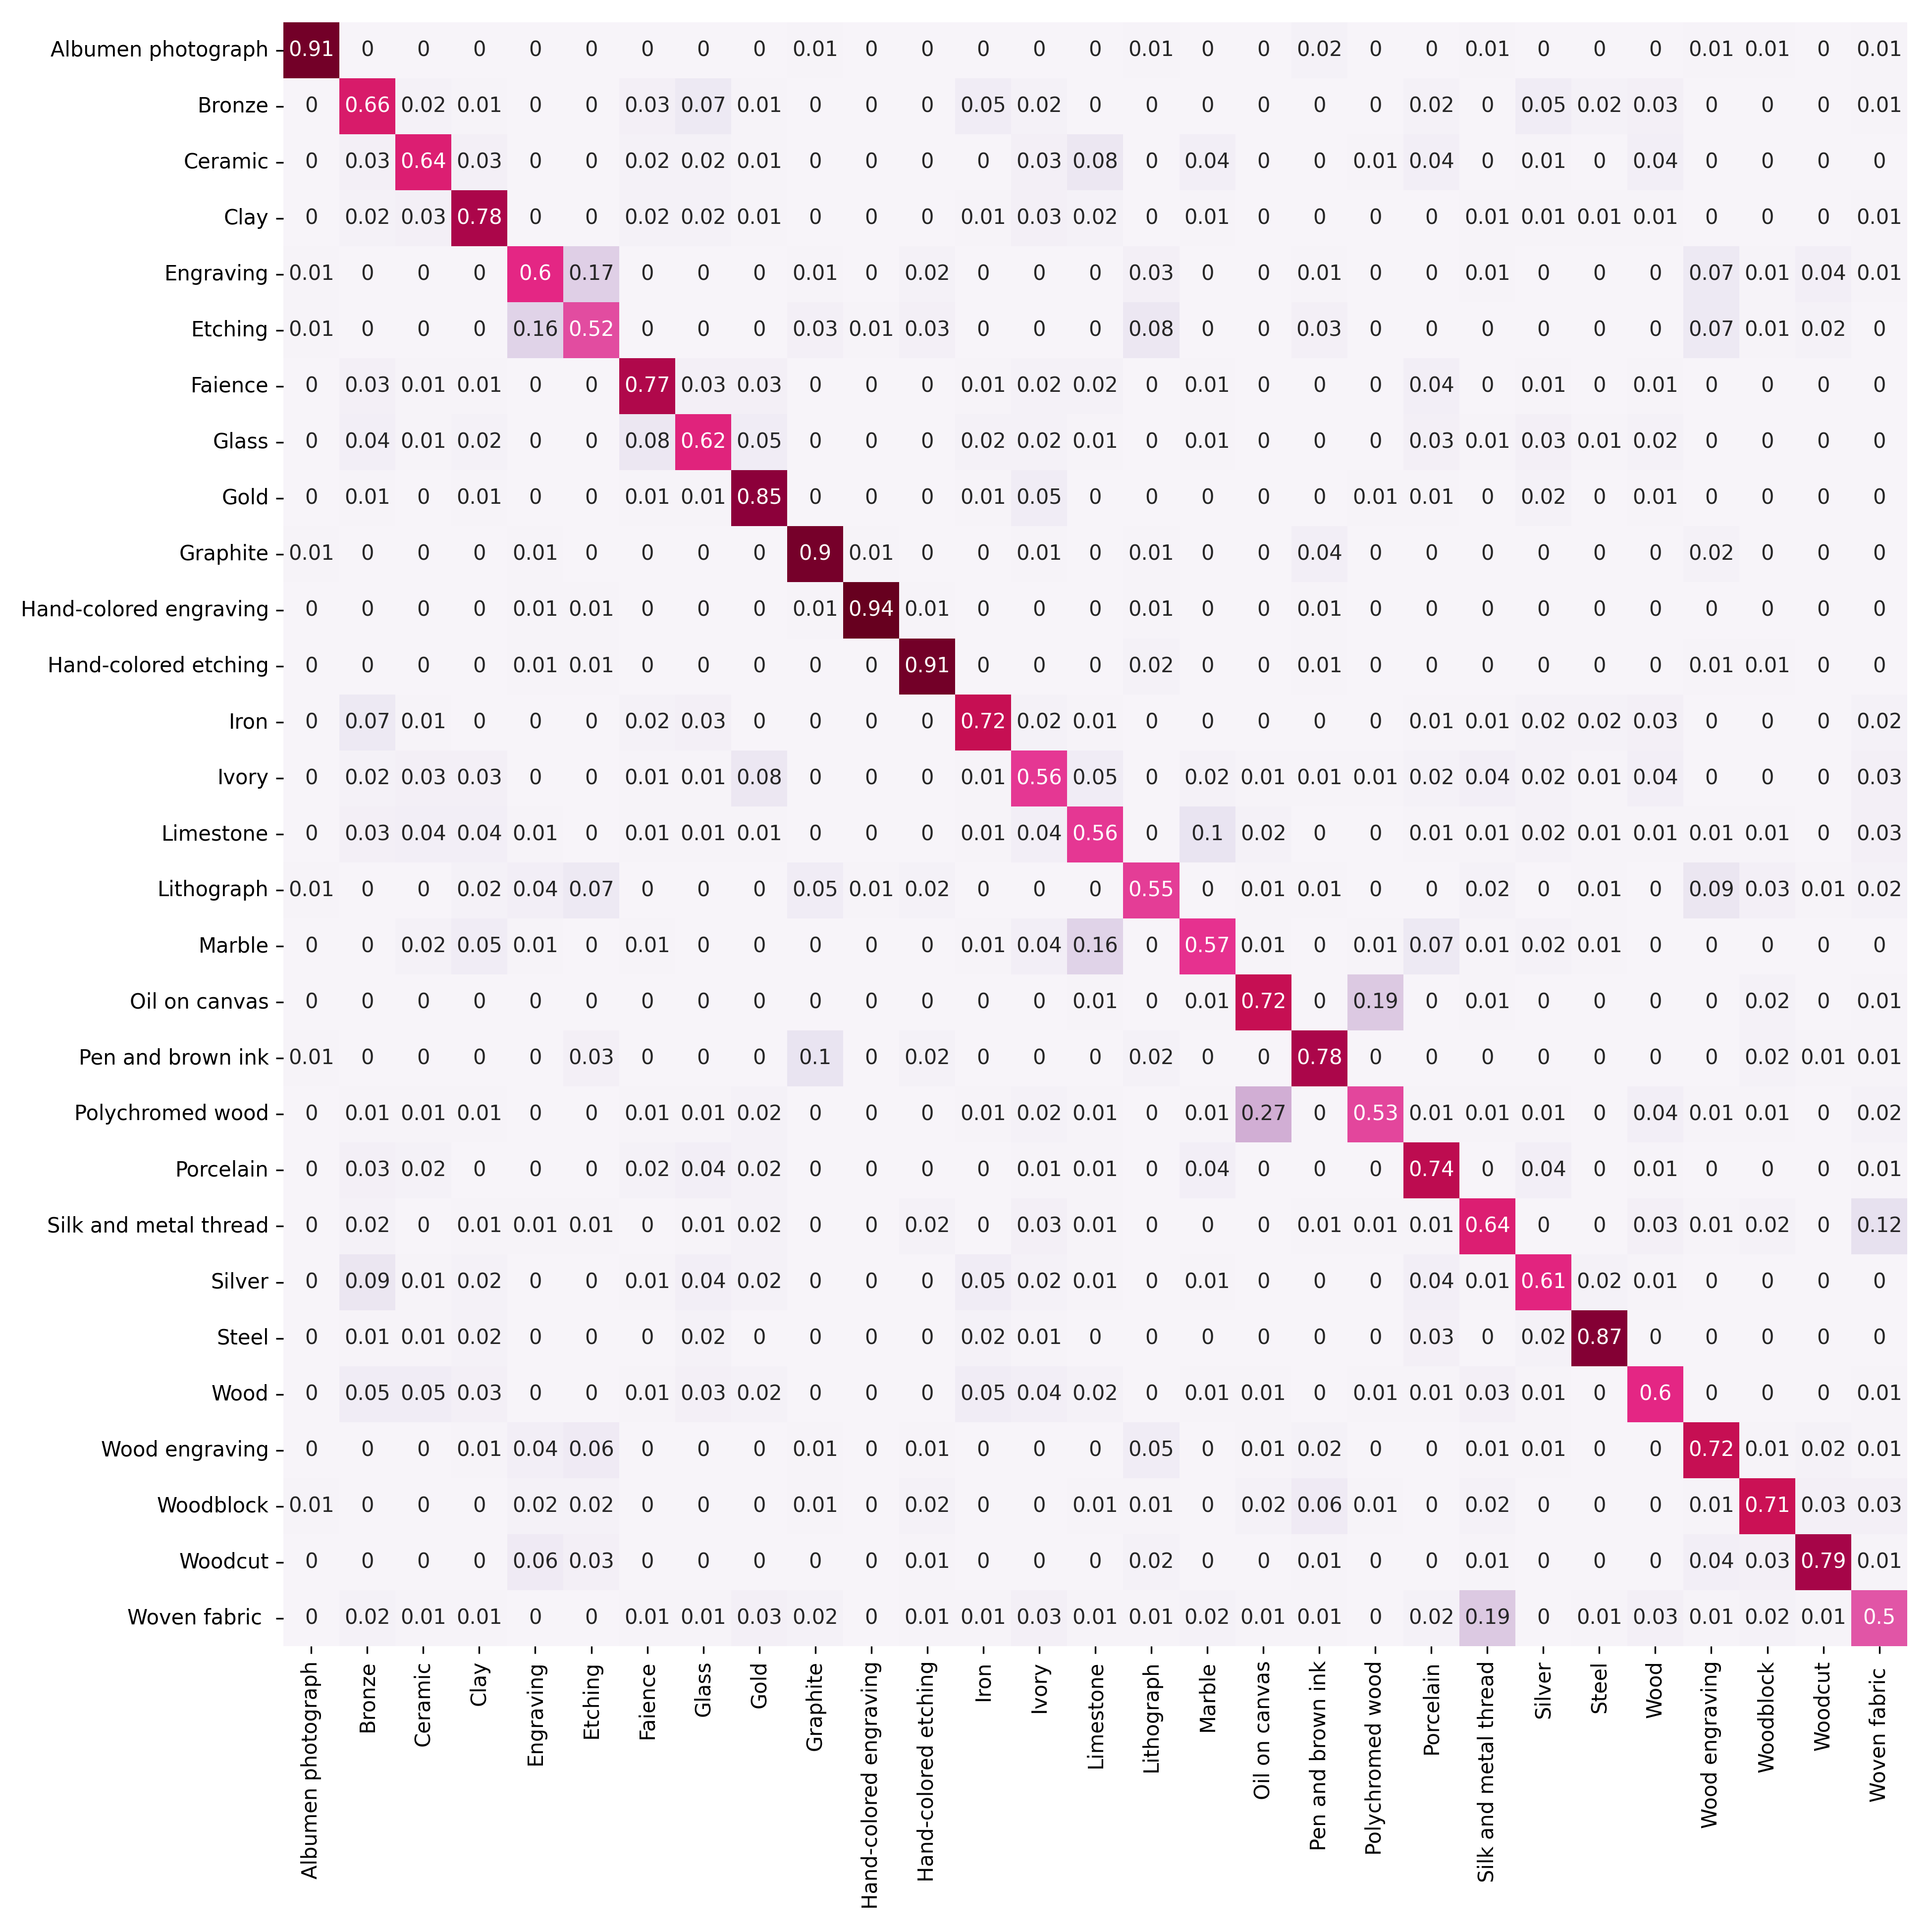 Albumen photograph 0.91 0 0 0 0 0 0 0 0 0.01 0 0 0 0 0 0.01 0 0 0.02 0 0 0.01 0 0 0 0.01 0.01 0 0.01
Bronze 0 0.66 0.02 0.01 0 0 0.03 0.07 0.01 0 0 0 0.05 0.02 0 0 0 0 0 0 0.02 0 0.05 0.02 0.03 0 0 0 0.01
Ceramic 0 0.03 0.64 0.03 0 0 0.02 0.02 0.01 0 0 0 0 0.03 0.08 0 0.04 0 0 0.01 0.04 0 0.01 0 0.04 0 0 0 0
Clay 0 0.02 0.03 0.78 0 0 0.02 0.02 0.01 0 0 0 0.01 0.03 0.02 0 0.01 0 0 0 0 0.01 0.01 0.01 0.01 0 0 0 0.01
Engraving 0.01 0 0 0 0.6 0.17 0 0 0 0.01 0 0.02 0 0 0 0.03 0 0 0.01 0 0 0.01 0 0 0 0.07 0.01 0.04 0.01
Etching 0.01 0 0 0 0.16 0.52 0 0 0 0.03 0.01 0.03 0 0 0 0.08 0 0 0.03 0 0 0 0 0 0 0.07 0.01 0.02 0
Faience 0 0.03 0.01 0.01 0 0 0.77 0.03 0.03 0 0 0 0.01 0.02 0.02 0 0.01 0 0 0 0.04 0 0.01 0 0.01 0 0 0 0
Glass 0 0.04 0.01 0.02 0 0 0.08 0.62 0.05 0 0 0 0.02 0.02 0.01 0 0.01 0 0 0 0.03 0.01 0.03 0.01 0.02 0 0 0 0
Gold 0 0.01 0 0.01 0 0 0.01 0.01 0.85 0 0 0 0.01 0.05 0 0 0 0 0 0.01 0.01 0 0.02 0 0.01 0 0 0 0
Graphite 0.01 0 0 0 0.01 0 0 0 0 0.9 0.01 0 0 0.01 0 0.01 0 0 0.04 0 0 0 0 0 0 0.02 0 0 0
Hand-colored engraving 0 0 0 0 0.01 0.01 0 0 0 0.01 0.94 0.01 0 0 0 0.01 0 0 0.01 0 0 0 0 0 0 0 0 0 0
Hand-colored etching 0 0 0 0 0.01 0.01 0 0 0 0 0 0.91 0 0 0 0.02 0 0 0.01 0 0 0 0 0 0 0.01 0.01 0 0
Iron 0 0.07 0.01 0 0 0 0.02 0.03 0 0 0 0 0.72 0.02 0.01 0 0 0 0 0 0.01 0.01 0.02 0.02 0.03 0 0 0 0.02
Ivory 0 0.02 0.03 0.03 0 0 0.01 0.01 0.08 0 0 0 0.01 0.56 0.05 0 0.02 0.01 0.01 0.01 0.02 0.04 0.02 0.01 0.04 0 0 0 0.03
Limestone 0 0.03 0.04 0.04 0.01 0 0.01 0.01 0.01 0 0 0 0.01 0.04 0.56 0 0.1 0.02 0 0 0.01 0.01 0.02 0.01 0.01 0.01 0.01 0 0.03
Lithograph 0.01 0 0 0.02 0.04 0.07 0 0 0 0.05 0.01 0.02 0 0 0 0.55 0 0.01 0.01 0 0 0.02 0 0.01 0 0.09 0.03 0.01 0.02
Marble 0 0 0.02 0.05 0.01 0 0.01 0 0 0 0 0 0.01 0.04 0.16 0 0.57 0.01 0 0.01 0.07 0.01 0.02 0.01 0 0 0 0 0
Oil on canvas 0 0 0 0 0 0 0 0 0 0 0 0 0 0 0.01 0 0.01 0.72 0 0.19 0 0.01 0 0 0 0 0.02 0 0.01
Pen and brown ink 0.01 0 0 0 0 0.03 0 0 0 0.1 0 0.02 0 0 0 0.02 0 0 0.78 0 0 0 0 0 0 0 0.02 0.01 0.01
Polychromed wood 0 0.01 0.01 0.01 0 0 0.01 0.01 0.02 0 0 0 0.01 0.02 0.01 0 0.01 0.27 0 0.53 0.01 0.01 0.01 0 0.04 0.01 0.01 0 0.02
Porcelain 0 0.03 0.02 0 0 0 0.02 0.04 0.02 0 0 0 0 0.01 0.01 0 0.04 0 0 0 0.74 0 0.04 0 0.01 0 0 0 0.01
Silk and metal thread 0 0.02 0 0.01 0.01 0.01 0 0.01 0.02 0 0 0.02 0 0.03 0.01 0 0 0 0.01 0.01 0.01 0.64 0 0 0.03 0.01 0.02 0 0.12
Silver 0 0.09 0.01 0.02 0 0 0.01 0.04 0.02 0 0 0 0.05 0.02 0.01 0 0.01 0 0 0 0.04 0.01 0.61 0.02 0.01 0 0 0 0
Steel 0 0.01 0.01 0.02 0 0 0 0.02 0 0 0 0 0.02 0.01 0 0 0 0 0 0 0.03 0 0.02 0.87 0 0 0 0 0
Wood 0 0.05 0.05 0.03 0 0 0.01 0.03 0.02 0 0 0 0.05 0.04 0.02 0 0.01 0.01 0 0.01 0.01 0.03 0.01 0 0.6 0 0 0 0.01
Wood engraving 0 0 0 0.01 0.04 0.06 0 0 0 0.01 0 0.01 0 0 0 0.05 0 0.01 0.02 0 0 0.01 0.01 0 0 0.72 0.01 0.02 0.01
Woodblock 0.01 0 0 0 0.02 0.02 0 0 0 0.01 0 0.02 0 0 0.01 0.01 0 0.02 0.06 0.01 0 0.02 0 0 0 0.01 0.71 0.03 0.03
Woodcut 0 0 0 0 0.06 0.03 0 0 0 0 0 0.01 0 0 0 0.02 0 0 0.01 0 0 0.01 0 0 0 0.04 0.03 0.79 0.01
Woven fabric 0 0.02 0.01 0.01 0 0 0.01 0.01 0.03 0.02 0 0.01 0.01 0.03 0.01 0.01 0.02 0.01 0.01 0 0.02 0.19 0 0.01 0.03 0.01 0.02 0.01 0.5
Albumen photograph
Bronze
Ceramic
Clay
Engraving
Etching
Faience
Glass
Gold
Graphite
Hand-colored engraving
Hand-colored etching
Iron
Ivory
Limestone
Lithograph
Marble
Oil on canvas
Pen and brown ink
Polychromed wood
Porcelain
Silk and metal thread
Silver
Steel
Wood
Wood engraving
Woodblock
Woodcut
Woven fabric